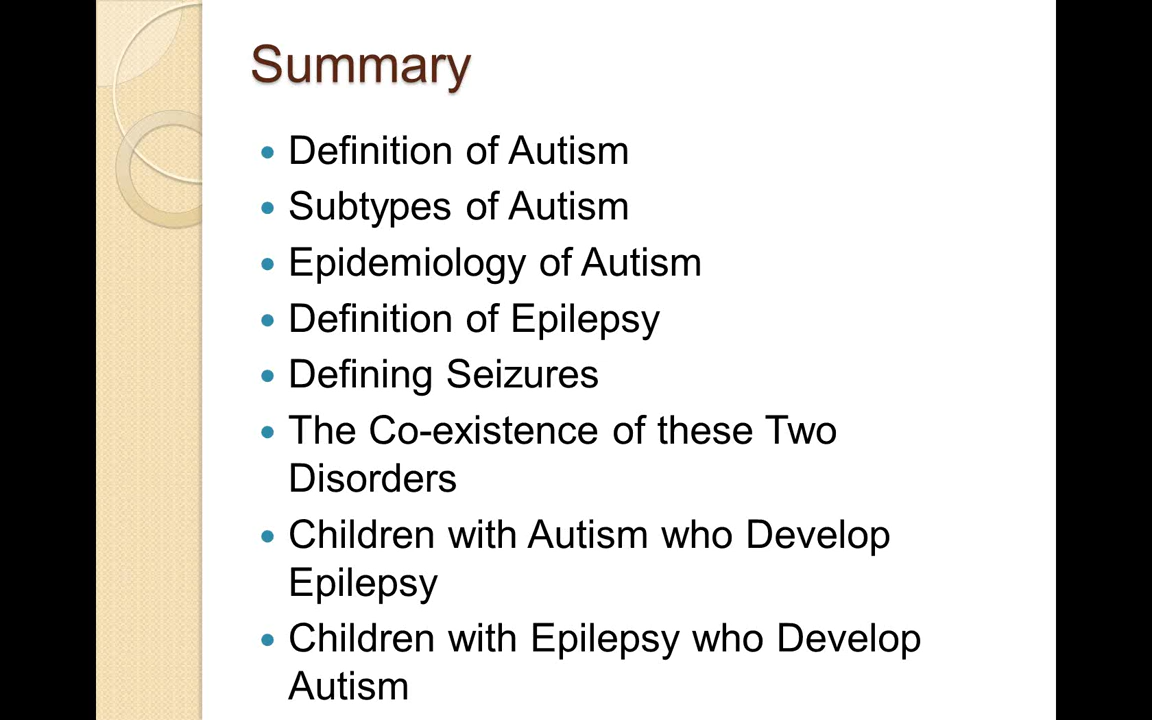 Summary
• Definition of Autism
• Subtypes of Autism
• Epidemiology of Autism
• Definition of Epilepsy
• Defining Seizures
• The Co-existence of these Two
Disorders
• Children with Autism who Develop
Epilepsy
• Children with Epilepsy who Develop
Autism